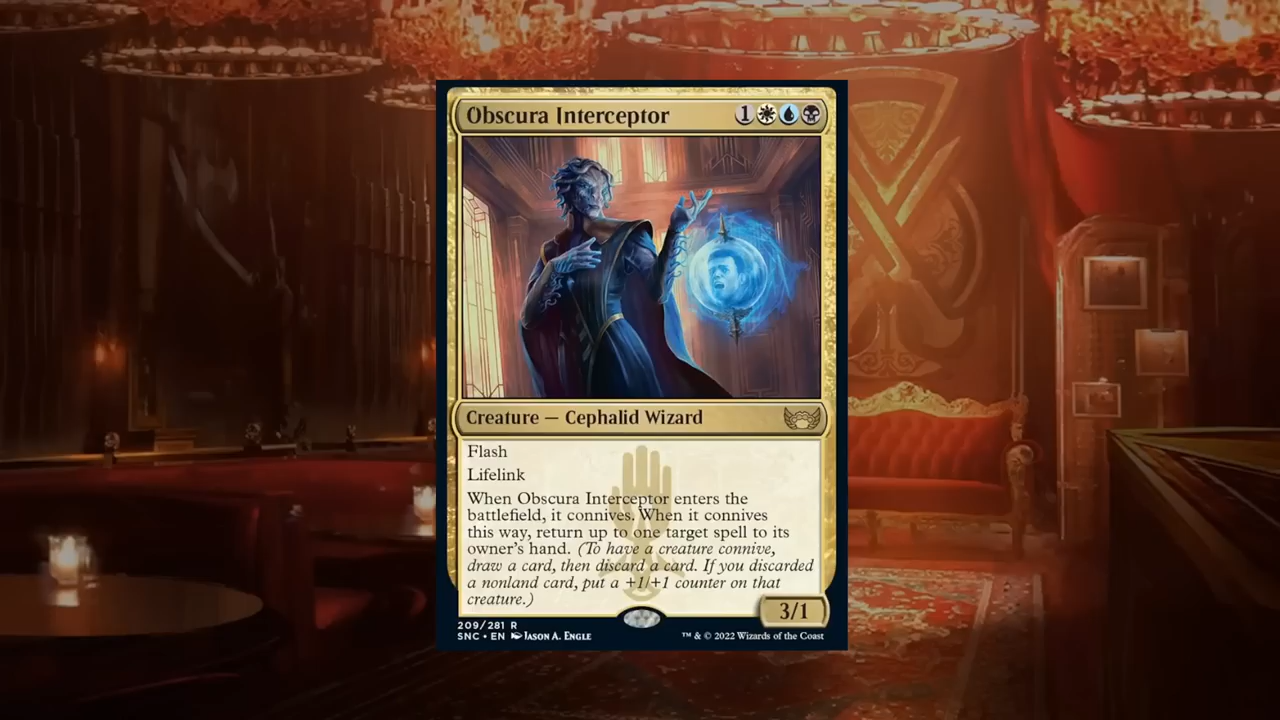 Obscura Interceptor 1
Creature — Cephalid Wizard
Flash
Lifelink
When Obscura Interceptor enters the
battlefield, it connives. When it connives
this way, return up to one target spell to its
owner's hand. (To have a creature connive,
draw a card, then discard a card. If you discarded
a nonland card, put a +1/+1 counter on that
creature.)
3/1
209/281 R
SNC • EN Jason A. Engle
™ & © 2022 Wizards of the Coast